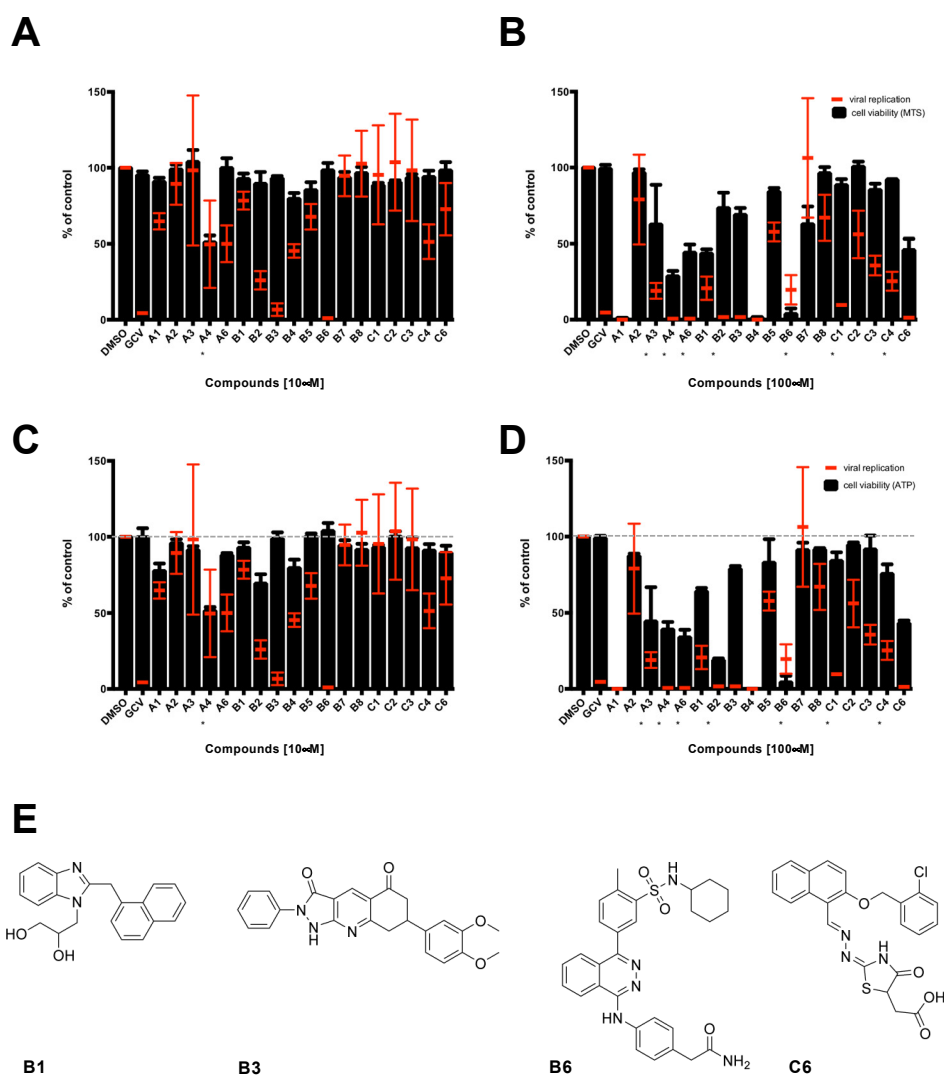 A
B
150
100
50
0
% of control
DMSO GCV A1 A2 A3 A4 A6 B1 B2 B3 B4 B5 B6 B7 B8 C1 C2 C3 C4 C6
*
Compounds [10∞M]
150
100
50
0
% of control
viral replication
cell viability (MTS)
DMSO GCV A1 A2 A3 A4 A6 B1 B2 B3 B4 B5 B6 B7 B8 C1 C2 C3 C4 C6
* * * * * * *
Compounds [100∞M]
C
D
150
100
50
0
% of control
DMSO GCV A1 A2 A3 A4 A6 B1 B2 B3 B4 B5 B6 B7 B8 C1 C2 C3 C4 C6
*
Compounds [10∞M]
150
100
50
0
% of control
viral replication
cell viability (ATP)
DMSO GCV A1 A2 A3 A4 A6 B1 B2 B3 B4 B5 B6 B7 B8 C1 C2 C3 C4 C6
* * * * * * *
Compounds [100∞M]
E
N
N
HO
OH
B1
O
O
N
N
H
N
O
O
B3
O
S
O
H
N
N
N
HN
O
NH2
B6
Cl
O
N
N
H
N
S
O
OH
O
C6